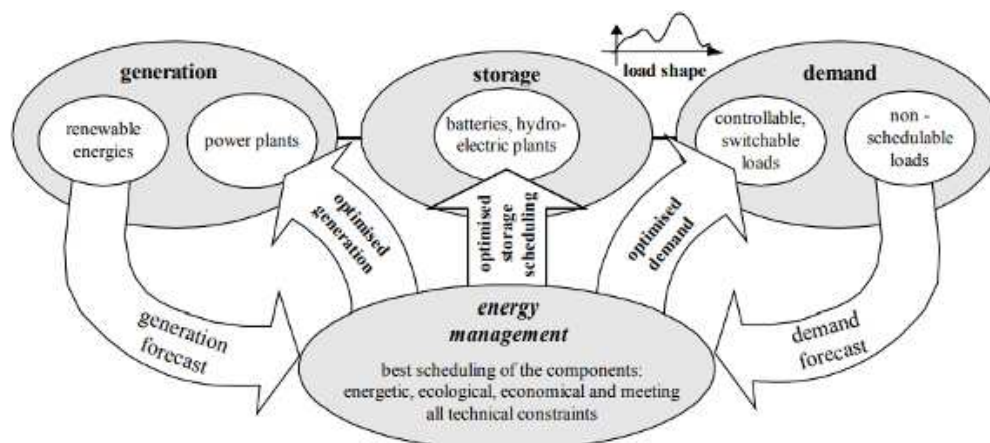 generation
renewable
energies
power plants
storage
batteries, hydro-
electric plants
load shape
demand
controllable,
switchable
loads
non -
schedulable
loads
optimised
generation
optimised
storage
scheduling
optimised
demand
generation
forecast
demand
forecast
energy
management
best scheduling of the components:
energetic, ecological, economical and meeting
all technical constraints